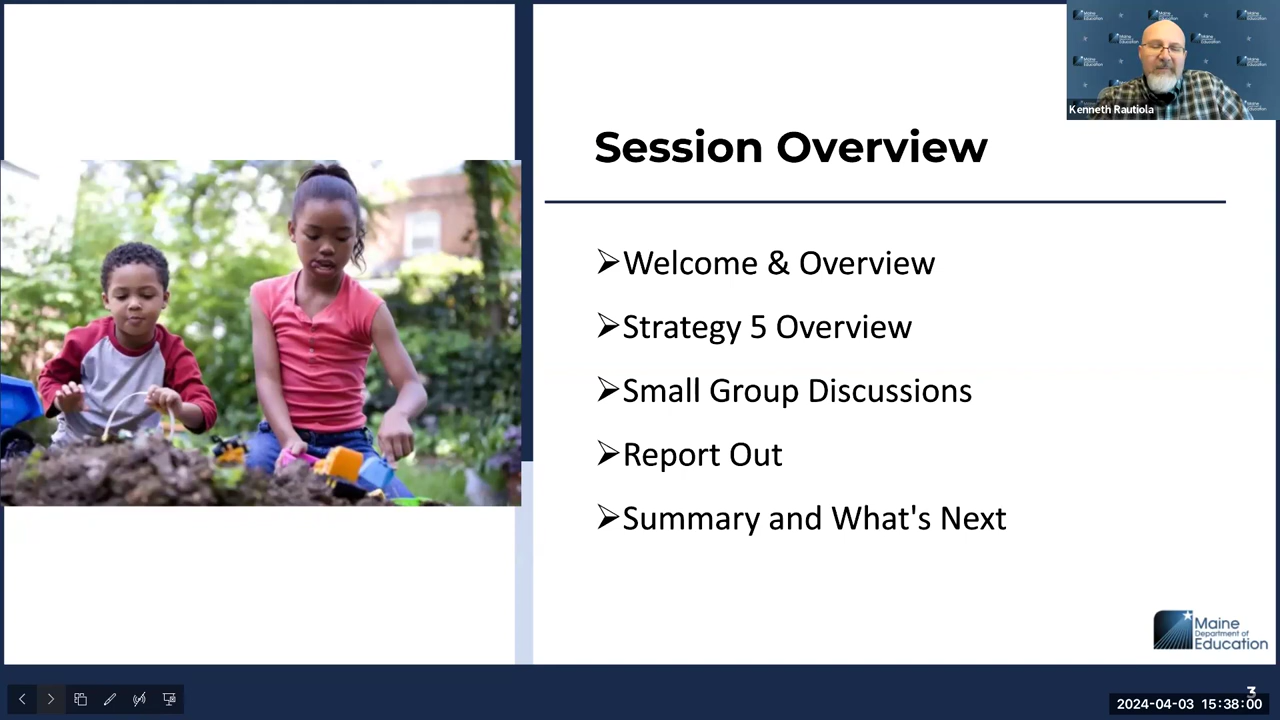 Session Overview
➢Welcome & Overview
➢Strategy 5 Overview
➢Small Group Discussions
➢Report Out
➢Summary and What's Next
Kenneth Rautiola
Maine
Department of
Education
3
2024-04-03 15:38:00